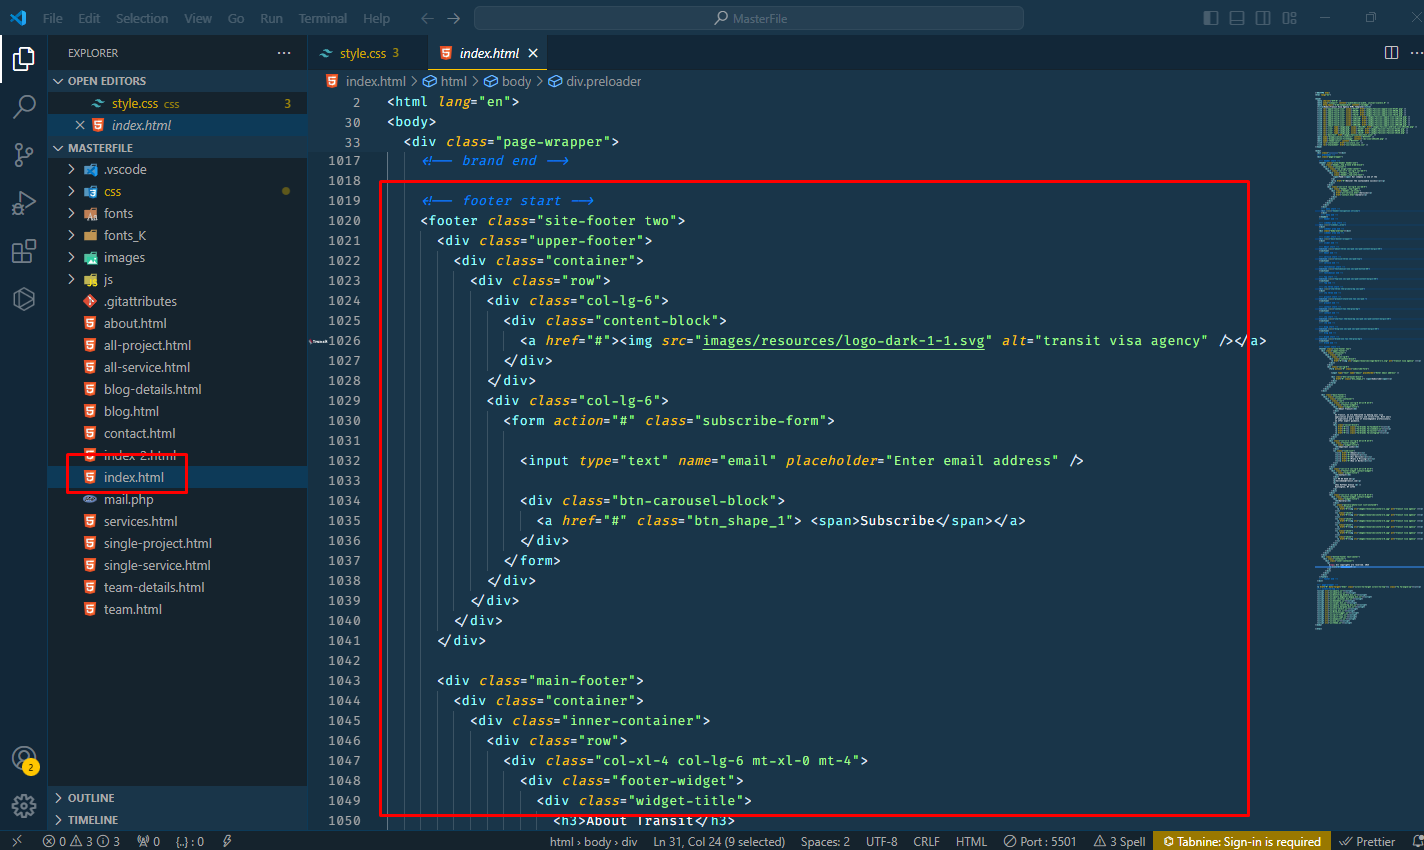 File Edit Selection View Go Run Terminal Help
MasterFile
EXPLORER
OPEN EDITORS
style.css css 3
index.html
MASTERFILE
.vscode
css
fonts
fonts_K
images
js
.gitattributes
about.html
all-project.html
all-service.html
blog-details.html
blog.html
contact.html
index-2.html
index.html
mail.php
services.html
single-project.html
single-service.html
team-details.html
team.html
OUTLINE
TIMELINE
2
style.css 3
index.html
index.html > html > body > div.preloader
2 <html lang="en">
30 <body>
33 <div class="page-wrapper">
1017 <!-- brand end -->
1018
1019 <!-- footer start -->
1020 <footer class="site-footer two">
1021 <div class="upper-footer">
1022 <div class="container">
1023 <div class="row">
1024 <div class="col-lg-6">
1025 <div class="content-block">
1026 <a href="#"><img src="images/resources/logo-dark-1-1.svg" alt="transit visa agency" /></a>
1027 </div>
1028 </div>
1029 <div class="col-lg-6">
1030 <form action="#" class="subscribe-form">
1031
1032 <input type="text" name="email" placeholder="Enter email address" />
1033
1034 <div class="btn-carousel-block">
1035 <a href="#" class="btn_shape_1"> <span>Subscribe</span></a>
1036 </div>
1037 </form>
1038 </div>
1039 </div>
1040 </div>
1041 </div>
1042
1043 <div class="main-footer">
1044 <div class="container">
1045 <div class="inner-container">
1046 <div class="row">
1047 <div class="col-xl-4 col-lg-6 mt-xl-0 mt-4">
1048 <div class="footer-widget">
1049 <div class="widget-title">
1050 <h3>About Transit</h3>
0 3 3 0 {..} : 0
html > body > div Ln 31, Col 24 (9 selected) Spaces: 2 UTF-8 CRLF HTML Port : 5501 3 Spell Tabnine: Sign-in is required Prettier